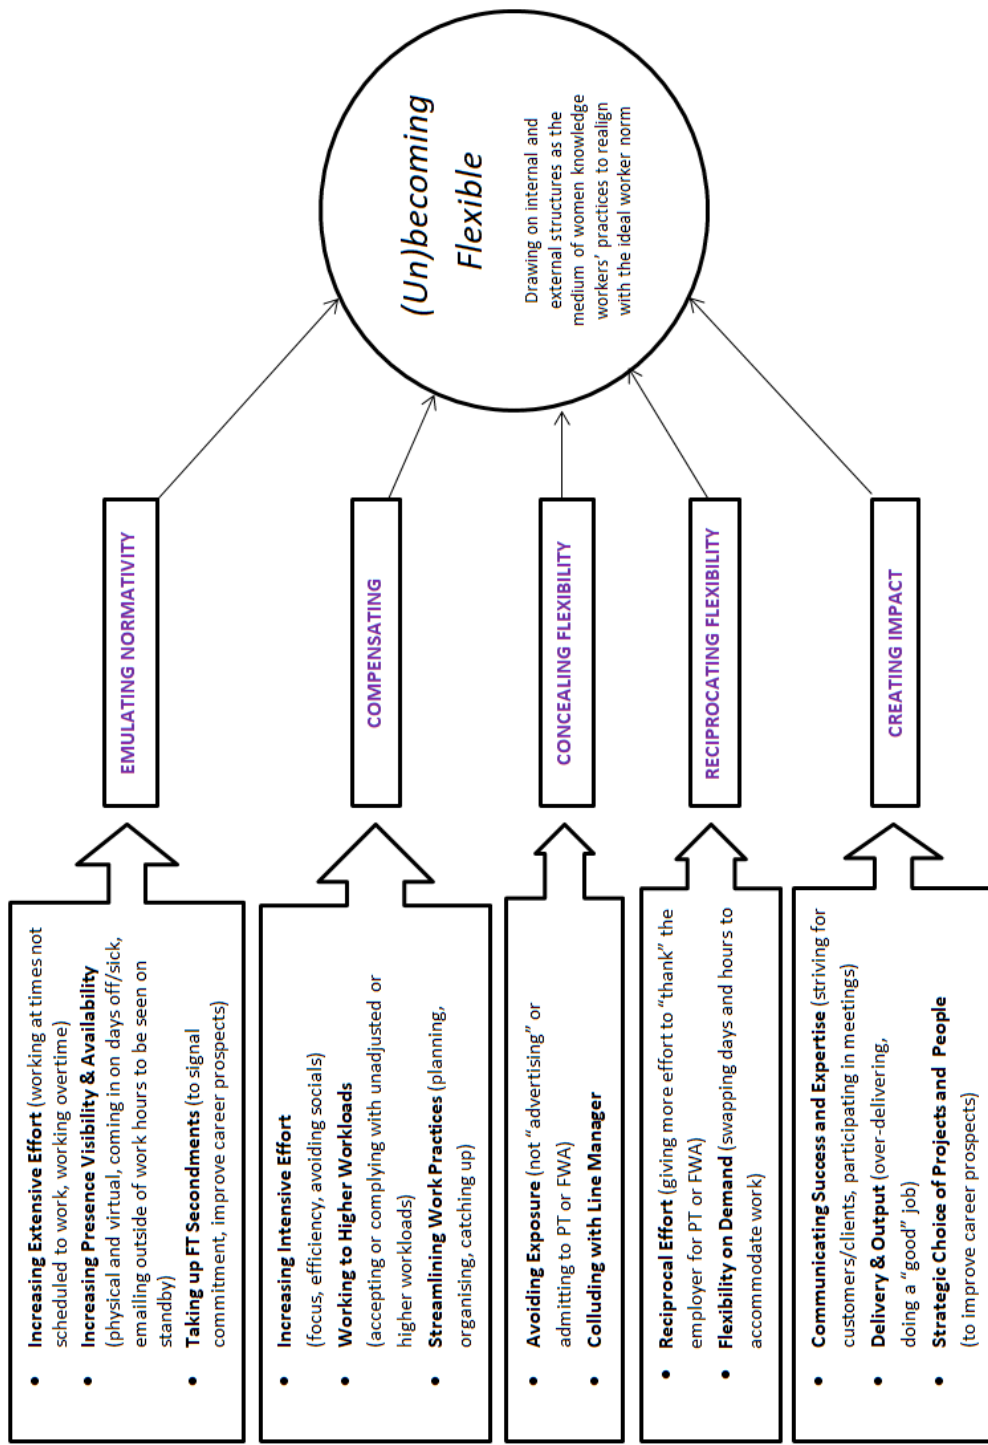 • Increasing Extensive Effort (working at times not
scheduled to work, working overtime)
• Increasing Presence Visibility & Availability
(physical and virtual, coming in on days off/sick,
emailing outside of work hours to be seen on
standby)
• Taking up FT Secondments (to signal
commitment, improve career prospects)
EMULATING NORMATIVITY
• Increasing Intensive Effort
(focus, efficiency, avoiding socials)
• Working to Higher Workloads
(accepting or complying with unadjusted or
higher workloads)
• Streamlining Work Practices (planning,
organising, catching up)
COMPENSATING
• Avoiding Exposure (not “advertising” or
admitting to PT or FWA)
• Colluding with Line Manager
CONCEALING FLEXIBILITY
• Reciprocal Effort (giving more effort to “thank” the
employer for PT or FWA)
• Flexibility on Demand (swapping days and hours to
accommodate work)
RECIPROCATING FLEXIBILITY
• Communicating Success and Expertise (striving for
customers/clients, participating in meetings)
• Delivery & Output (over-delivering,
doing a “good” job)
• Strategic Choice of Projects and People
(to improve career prospects)
CREATING IMPACT
(Un)becoming
Flexible
Drawing on internal and
external structures as the
medium of women knowledge
workers’ practices to realign
with the ideal worker norm